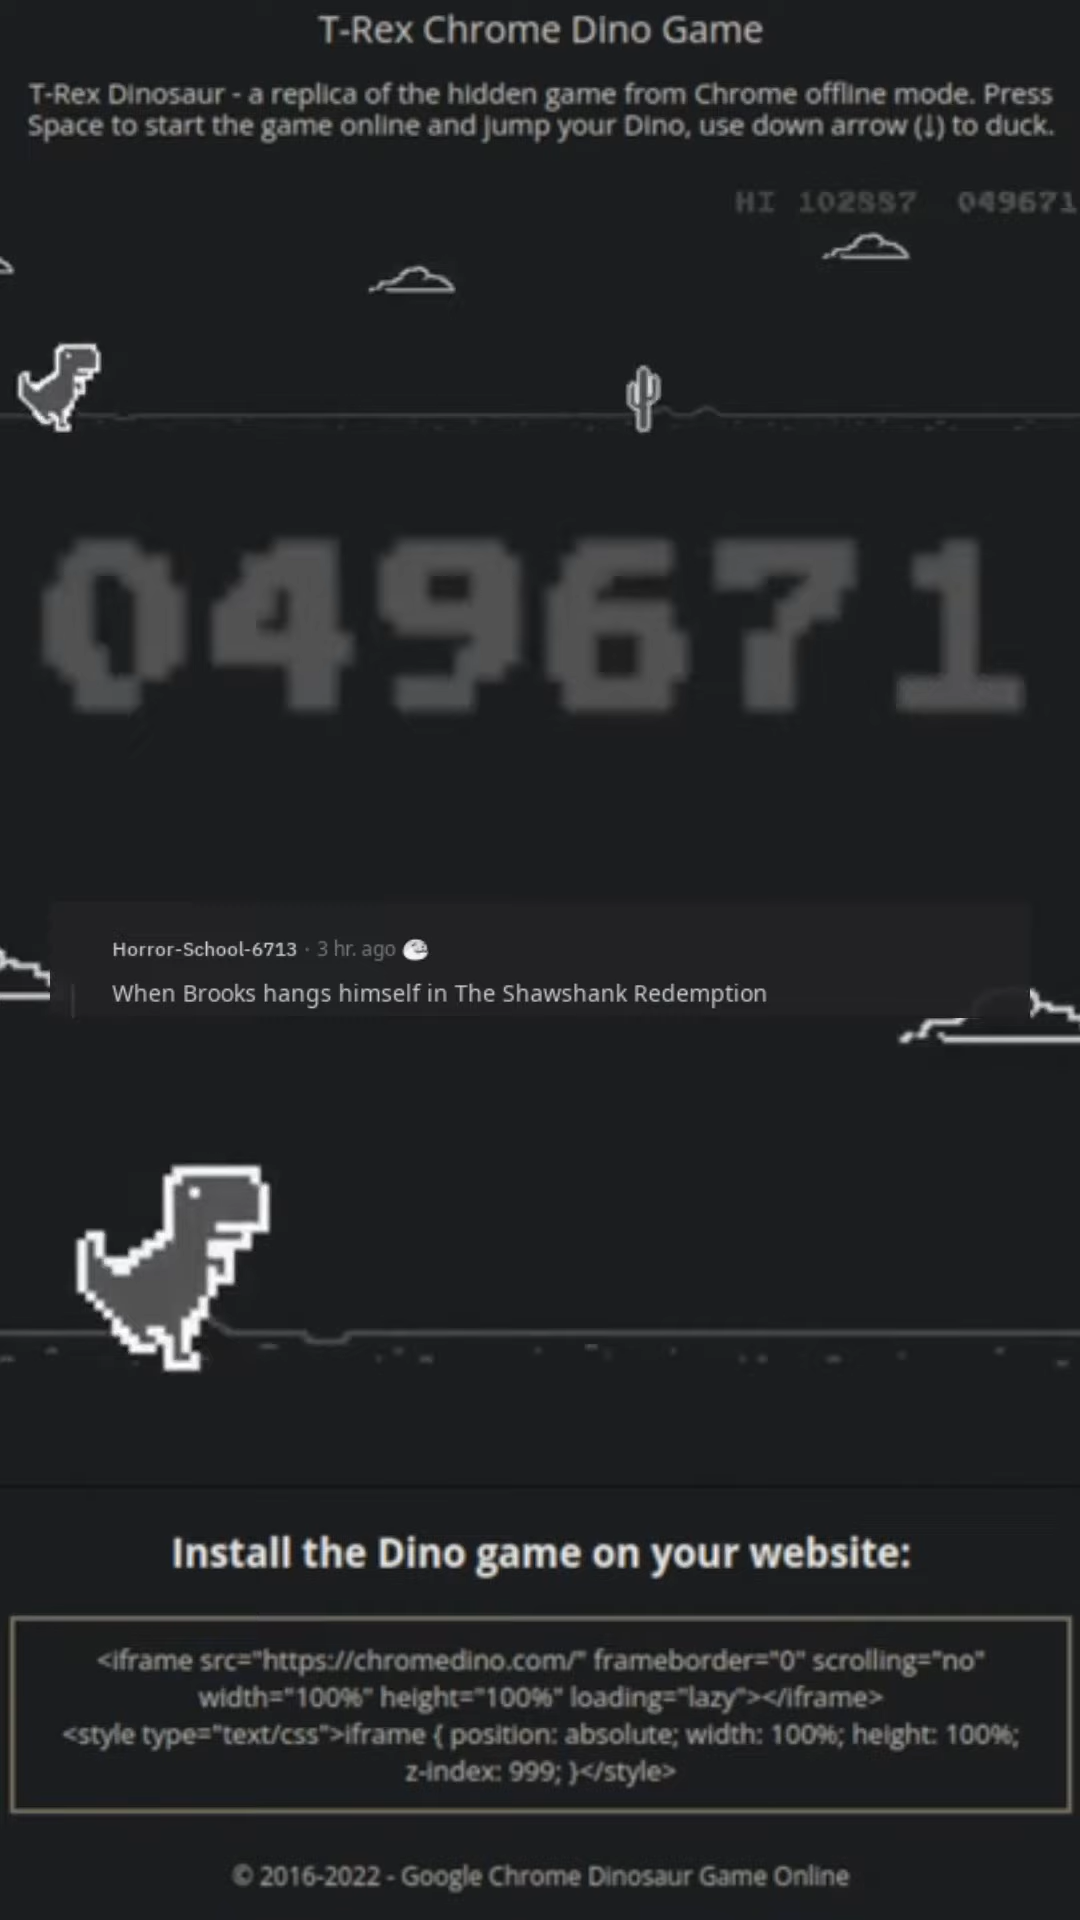 T-Rex Chrome Dino Game
T-Rex Dinosaur - a replica of the hidden game from Chrome offline mode. Press
Space to start the game online and jump your Dino, use down arrow (↓) to duck.
HI 102887 049671
049671
Horror-School-6713 · 3 hr. ago
When Brooks hangs himself in The Shawshank Redemption
Install the Dino game on your website:
<iframe src="https://chromedino.com/" frameborder="0" scrolling="no"
width="100%" height="100%" loading="lazy"></iframe>
<style type="text/css">iframe { position: absolute; width: 100%; height: 100%;
z-index: 999; }</style>
© 2016-2022 - Google Chrome Dinosaur Game Online